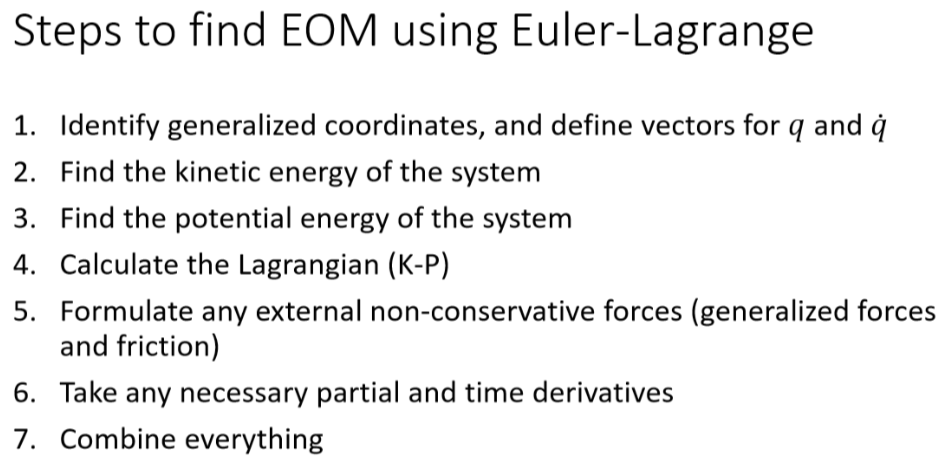 Steps to find EOM using Euler-Lagrange
1. Identify generalized coordinates, and define vectors for q and q̇
2. Find the kinetic energy of the system
3. Find the potential energy of the system
4. Calculate the Lagrangian (K-P)
5. Formulate any external non-conservative forces (generalized forces
and friction)
6. Take any necessary partial and time derivatives
7. Combine everything